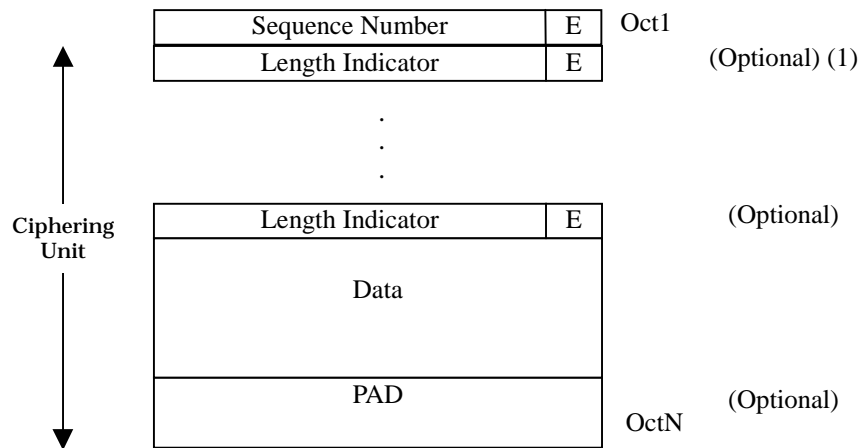 Sequence Number E Oct1
Length Indicator E (Optional) (1)
.
.
.
Length Indicator E (Optional)
Ciphering
Unit
Data
PAD (Optional)
OctN